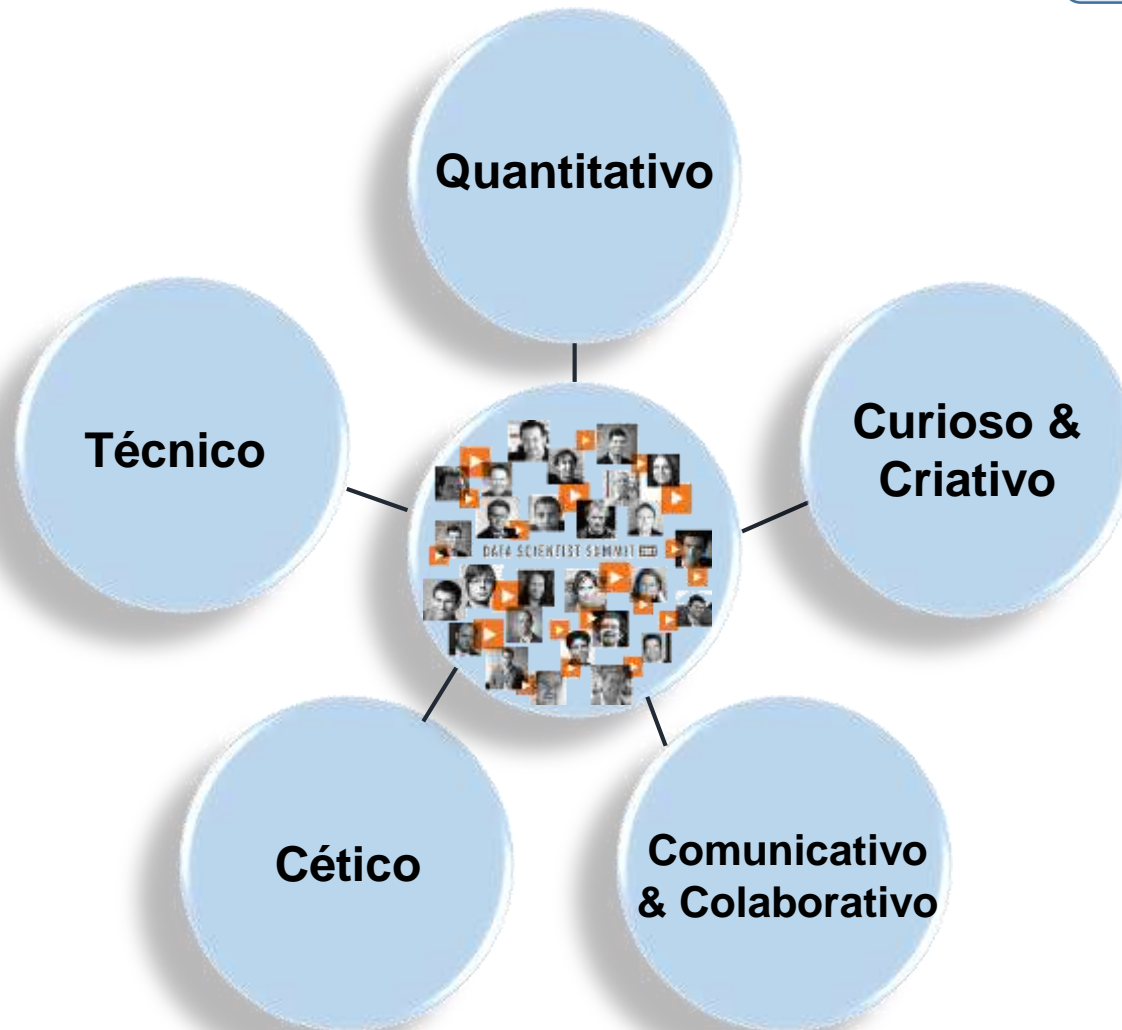 Quantitativo
Técnico
Curioso &
Criativo
DATA SCIENTIST SUMMIT
Cético
Comunicativo
& Colaborativo